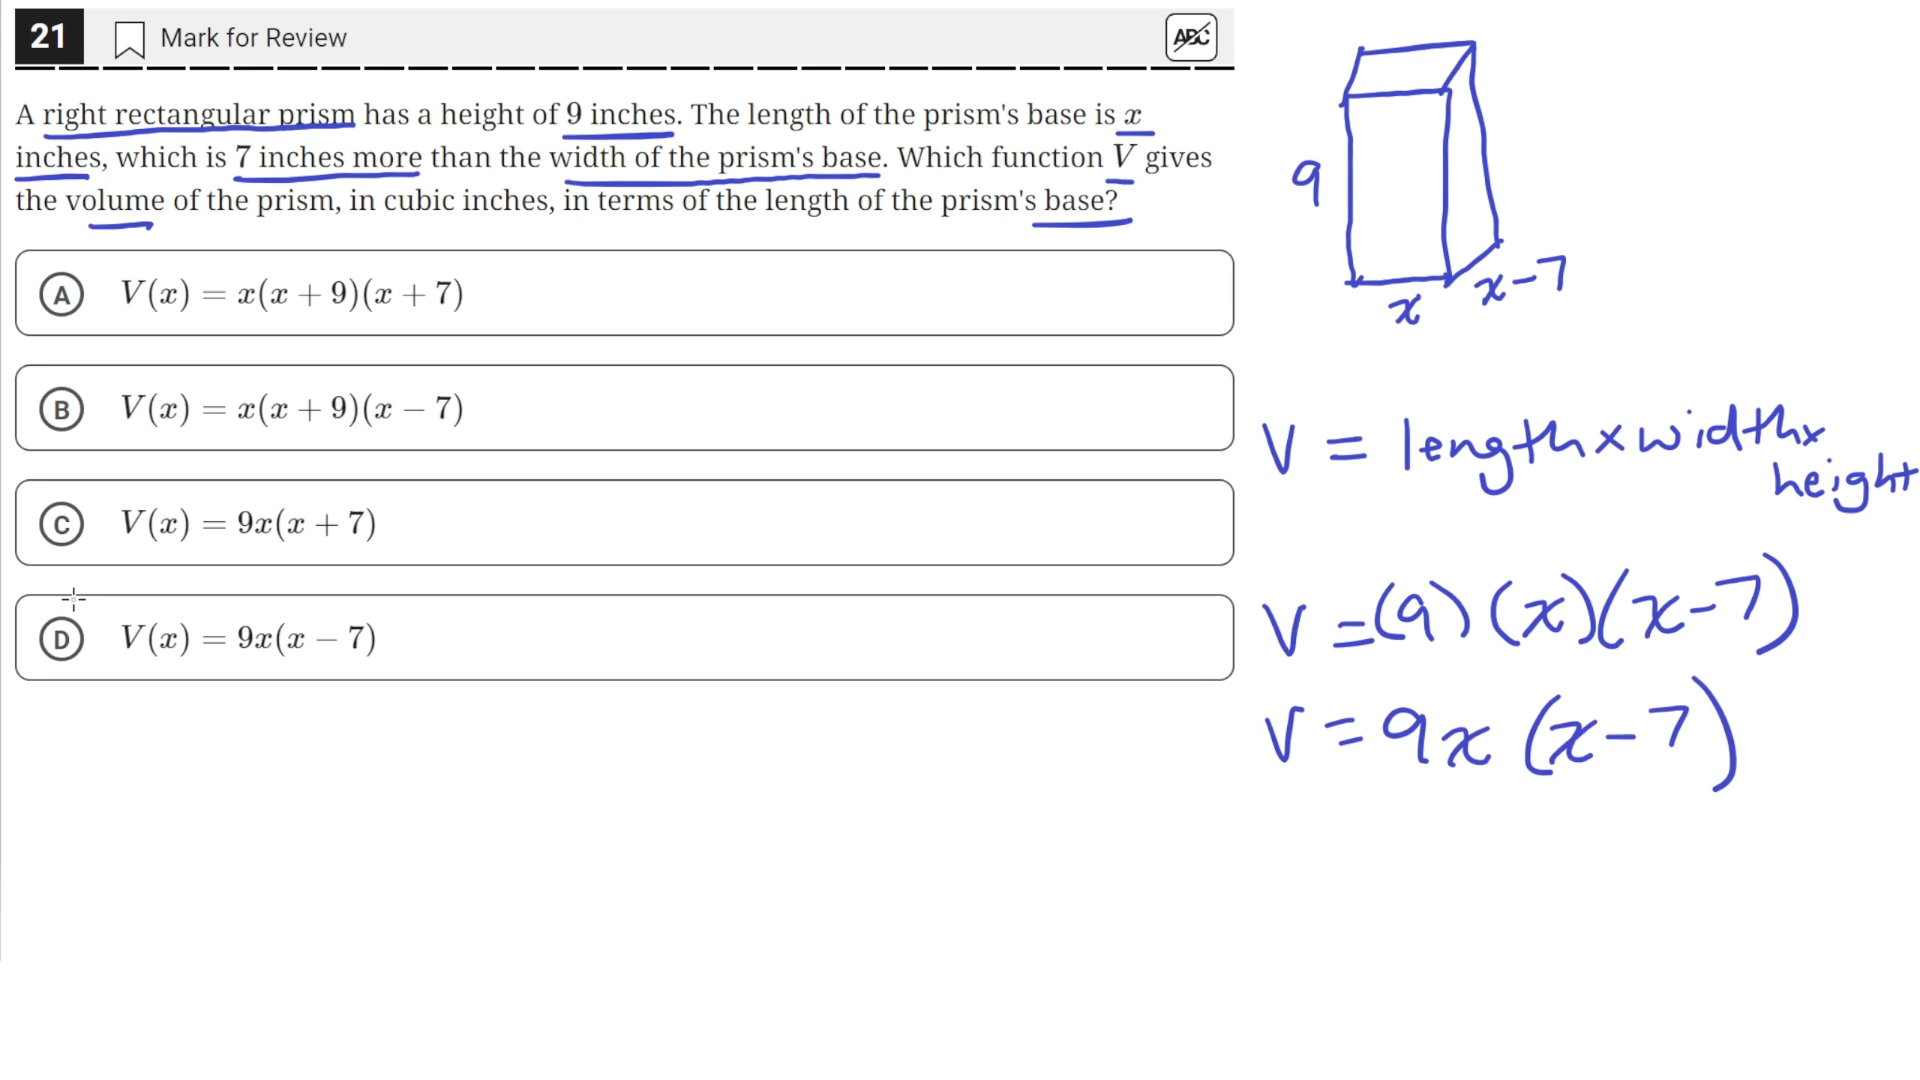 21 Mark for Review ABC
A right rectangular prism has a height of 9 inches. The length of the prism's base is x
inches, which is 7 inches more than the width of the prism's base. Which function V gives
the volume of the prism, in cubic inches, in terms of the length of the prism's base?
A V(x) = x(x + 9)(x + 7)
B V(x) = x(x + 9)(x − 7)
C V(x) = 9x(x + 7)
D V(x) = 9x(x − 7)
9
x x-7
V = length x width x
height
V = (9)(x)(x-7)
V = 9x(x-7)